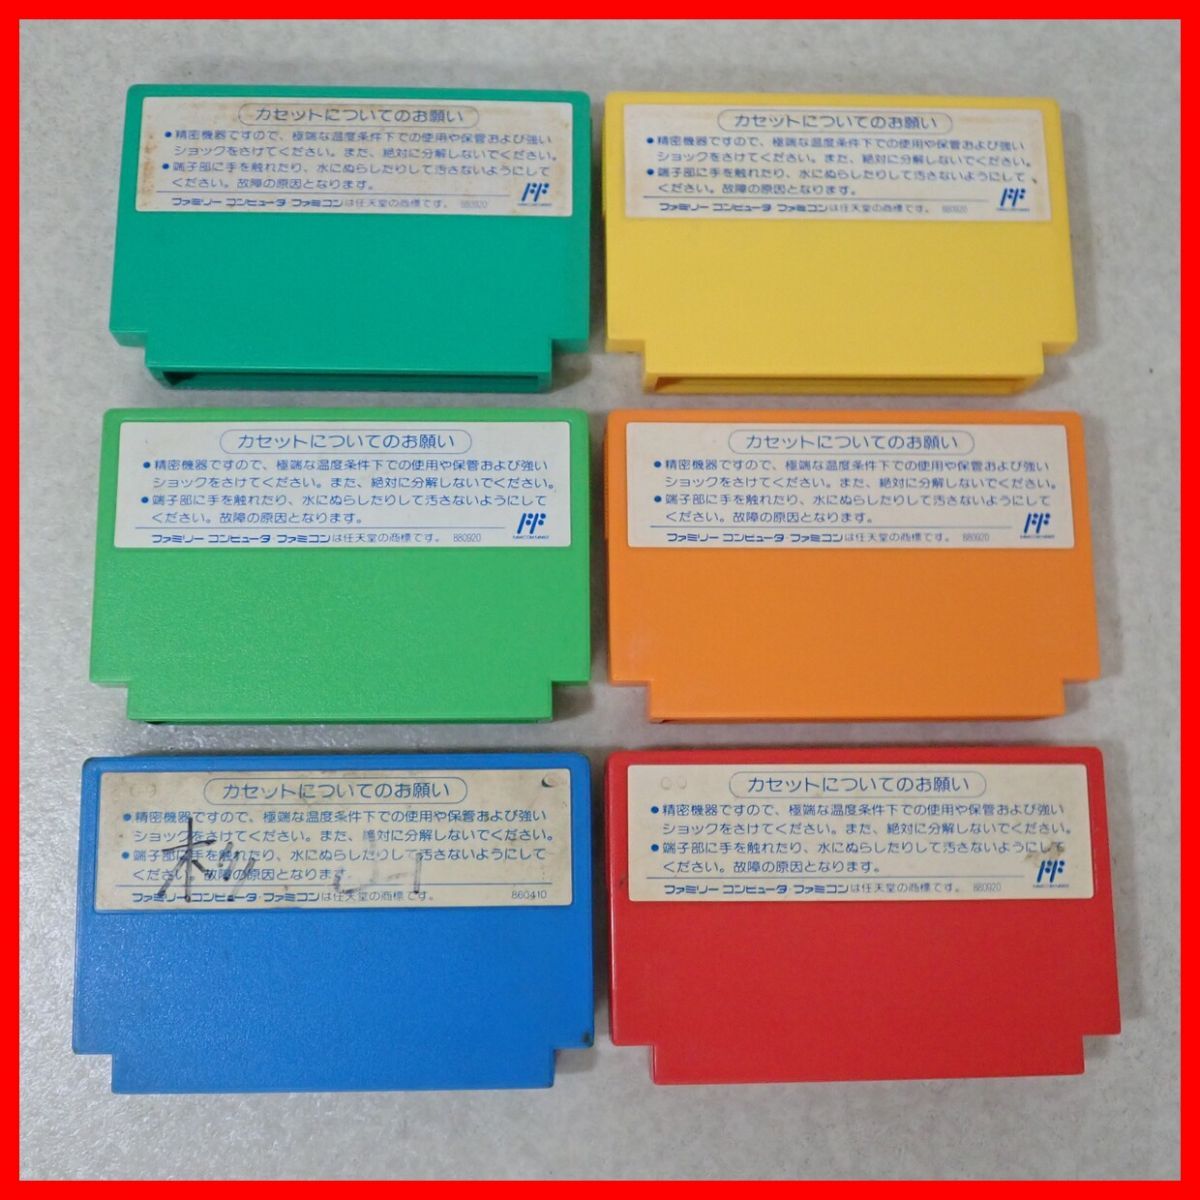 カセットについてのお願い
●精密機器ですので、極端な温度条件下での使用や保管および強い
ショックをさけてください。また、絶対に分解しないでください。
●端子部に手を触れたり、水にぬらしたりして汚さないようにして
ください。故障の原因となります。
ファミリー コンピュータ ファミコンは任天堂の商標です。 880920
カセットについてのお願い
●精密機器ですので、極端な温度条件下での使用や保管および強い
ショックをさけてください。また、絶対に分解しないでください。
●端子部に手を触れたり、水にぬらしたりして汚さないようにして
ください。故障の原因となります。
ファミリー コンピュータ ファミコンは任天堂の商標です。 880920
カセットについてのお願い
●精密機器ですので、極端な温度条件下での使用や保管および強い
ショックをさけてください。また、絶対に分解しないでください。
●端子部に手を触れたり、水にぬらしたりして汚さないようにして
ください。故障の原因となります。
ファミリー コンピュータ ファミコンは任天堂の商標です。 880920
カセットについてのお願い
●精密機器ですので、極端な温度条件下での使用や保管および強い
ショックをさけてください。また、絶対に分解しないでください。
●端子部に手を触れたり、水にぬらしたりして汚さないようにして
ください。故障の原因となります。
ファミリー コンピュータ・ファミコンは任天堂の商標です。 880920
カセットについてのお願い
●精密機器ですので、極端な温度条件下での使用や保管および強い
ショックをさけてください。また、絶対に分解しないでください。
●端子部に手を触れたり、水にぬらしたりして汚さないようにして
ください。故障の原因となります。
ファミリー コンピュータ・ファミコンは任天堂の商標です。 860410
カセットについてのお願い
●精密機器ですので、極端な温度条件下での使用や保管および強い
ショックをさけてください。また、絶対に分解しないでください。
●端子部に手を触れたり、水にぬらしたりして汚さないようにして
ください。故障の原因となります。
ファミリー コンピュータ・ファミコンは任天堂の商標です。 880920